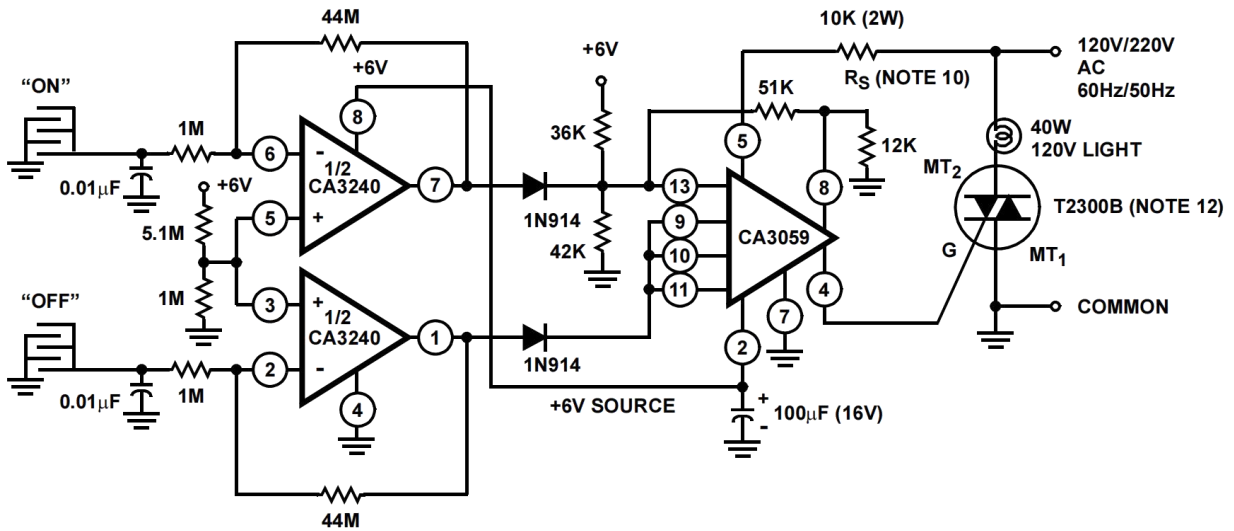 44M
+6V
"ON"
8
1M
6
-
1/2
CA3240
7
0.01μF
+6V
5
+
5.1M
1M
"OFF"
3
+
1/2
CA3240
1
2
-
1M
0.01μF
4
44M
+6V
36K
1N914
42K
1N914
+6V SOURCE
10K (2W)
RS (NOTE 10)
51K
5
12K
8
13
9
10
11
CA3059
4
7
2
+
-
100μF (16V)
120V/220V
AC
60Hz/50Hz
40W
120V LIGHT
MT2
T2300B (NOTE 12)
G
MT1
COMMON